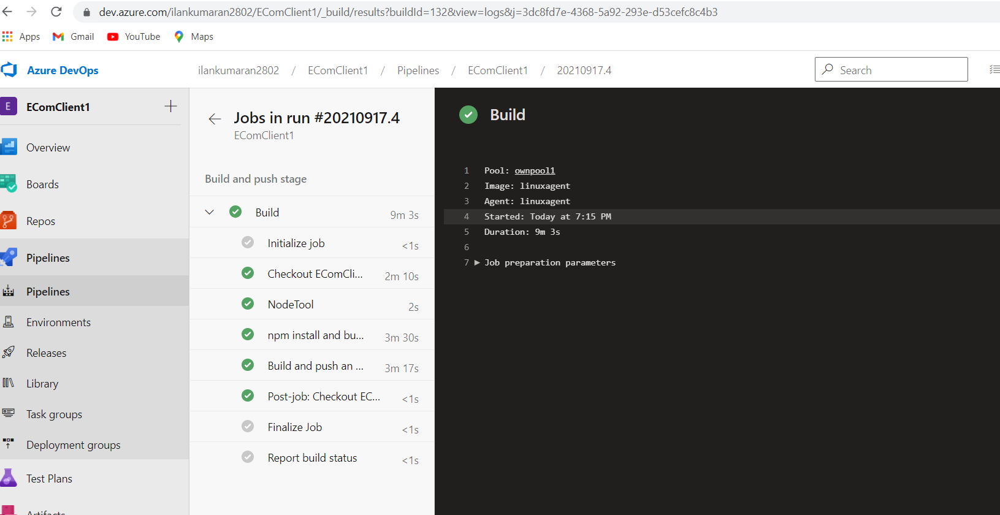 dev.azure.com/ilankumaran2802/EComClient1/_build/results?buildId=132&view=logs&j=3dc8fd7e-4368-5a92-293e-d53cefc8c4b3
Apps Gmail YouTube Maps
Azure DevOps ilankumaran2802 / EComClient1 / Pipelines / EComClient1 / 20210917.4 Search
E EComClient1
Overview
Boards
Repos
Pipelines
Pipelines
Environments
Releases
Library
Task groups
Deployment groups
Test Plans
Artifacts
Jobs in run #20210917.4
EComClient1
Build and push stage
Build 9m 3s
Initialize job <1s
Checkout EComCli... 2m 10s
NodeTool 2s
npm install and bu... 3m 30s
Build and push an ... 3m 17s
Post-job: Checkout EC... <1s
Finalize Job <1s
Report build status <1s
Build
1 Pool: ownpool1
2 Image: linuxagent
3 Agent: linuxagent
4 Started: Today at 7:15 PM
5 Duration: 9m 3s
6
7 Job preparation parameters